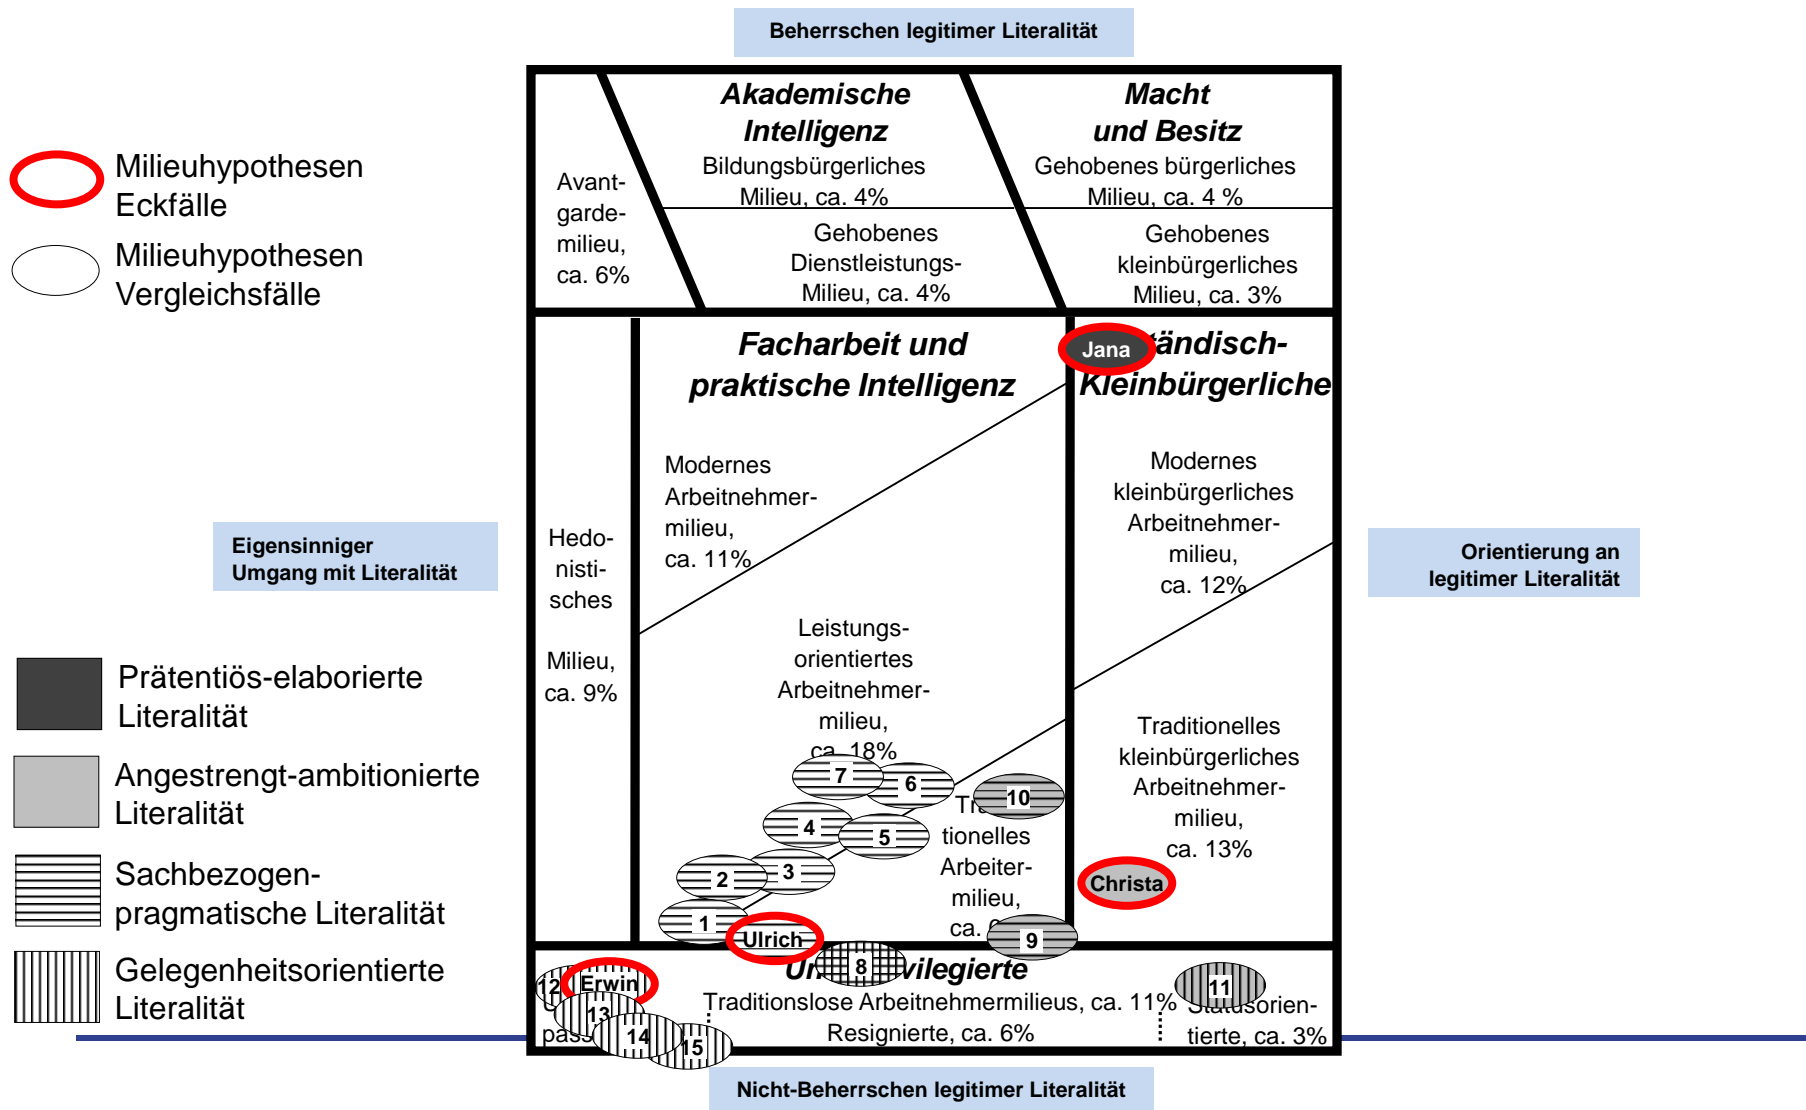 Beherrschen legitimer Literalität
Milieuhypothesen
Eckfälle
Milieuhypothesen
Vergleichsfälle
Akademische
Intelligenz
Bildungsbürgerliches
Milieu, ca. 4%
Macht
und Besitz
Gehobenes bürgerliches
Milieu, ca. 4 %
Avant-
garde-
milieu,
ca. 6%
Gehobenes
Dienstleistungs-
Milieu, ca. 4%
Gehobenes
kleinbürgerliches
Milieu, ca. 3%
Facharbeit und
praktische Intelligenz
Jana
tändisch-
Kleinbürgerliche
Modernes
Arbeitnehmer-
milieu,
ca. 11%
Modernes
kleinbürgerliches
Arbeitnehmer-
milieu,
ca. 12%
Eigensinniger
Umgang mit Literalität
Hedo-
nisti-
sches
Milieu,
ca. 9%
Orientierung an
legitimer Literalität
Leistungs-
orientiertes
Arbeitnehmer-
milieu,
ca. 18%
Traditionelles
kleinbürgerliches
Arbeitnehmer-
milieu,
ca. 13%
Prätentiös-elaborierte
Literalität
Angestrengt-ambitionierte
Literalität
Sachbezogen-
pragmatische Literalität
Gelegenheitsorientierte
Literalität
7
6
10
4
5
3
2
1
tionelles
Arbeiter-
milieu,
ca.
Christa
Ulrich
9
8
vilegierte
12
Erwin
13
14
15
11
Traditionslose Arbeitnehmermilieus, ca. 11%
Resignierte, ca. 6%
Statusorien-
tierte, ca. 3%
pass
Nicht-Beherrschen legitimer Literalität